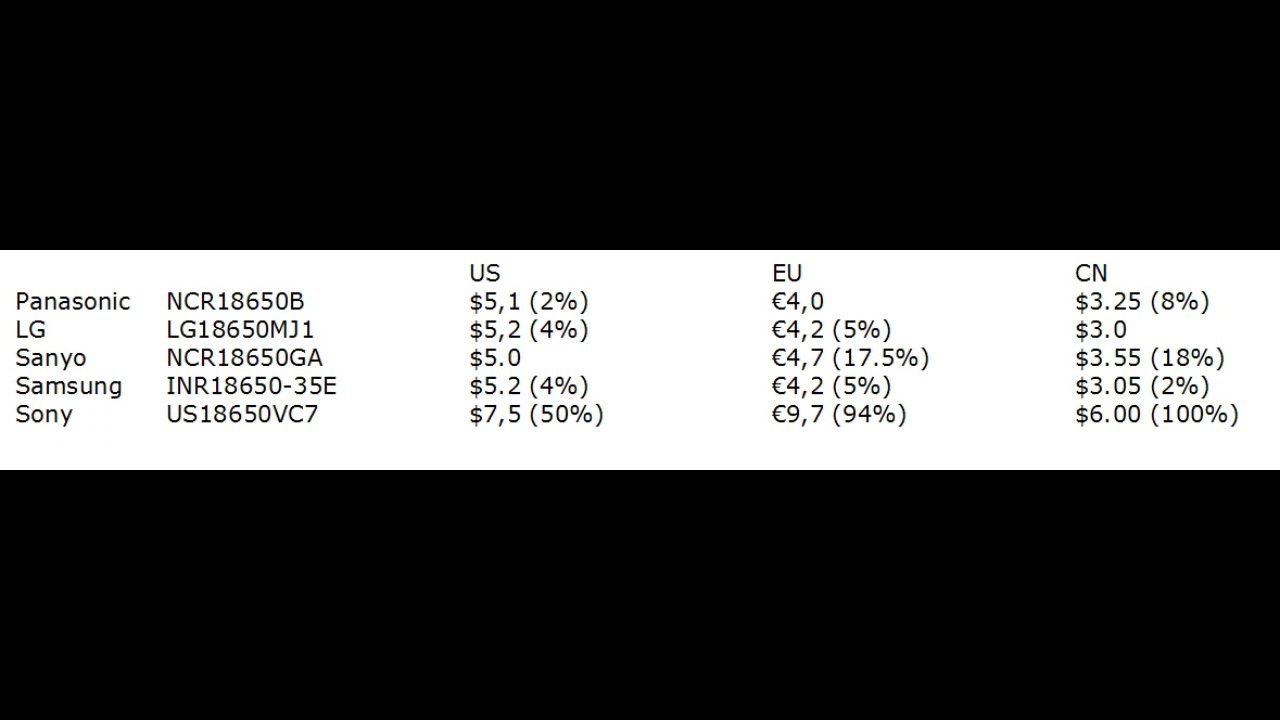 US EU CN
Panasonic NCR18650B $5,1 (2%) €4,0 $3.25 (8%)
LG LG18650MJ1 $5,2 (4%) €4,2 (5%) $3.0
Sanyo NCR18650GA $5.0 €4,7 (17.5%) $3.55 (18%)
Samsung INR18650-35E $5.2 (4%) €4,2 (5%) $3.05 (2%)
Sony US18650VC7 $7,5 (50%) €9,7 (94%) $6.00 (100%)